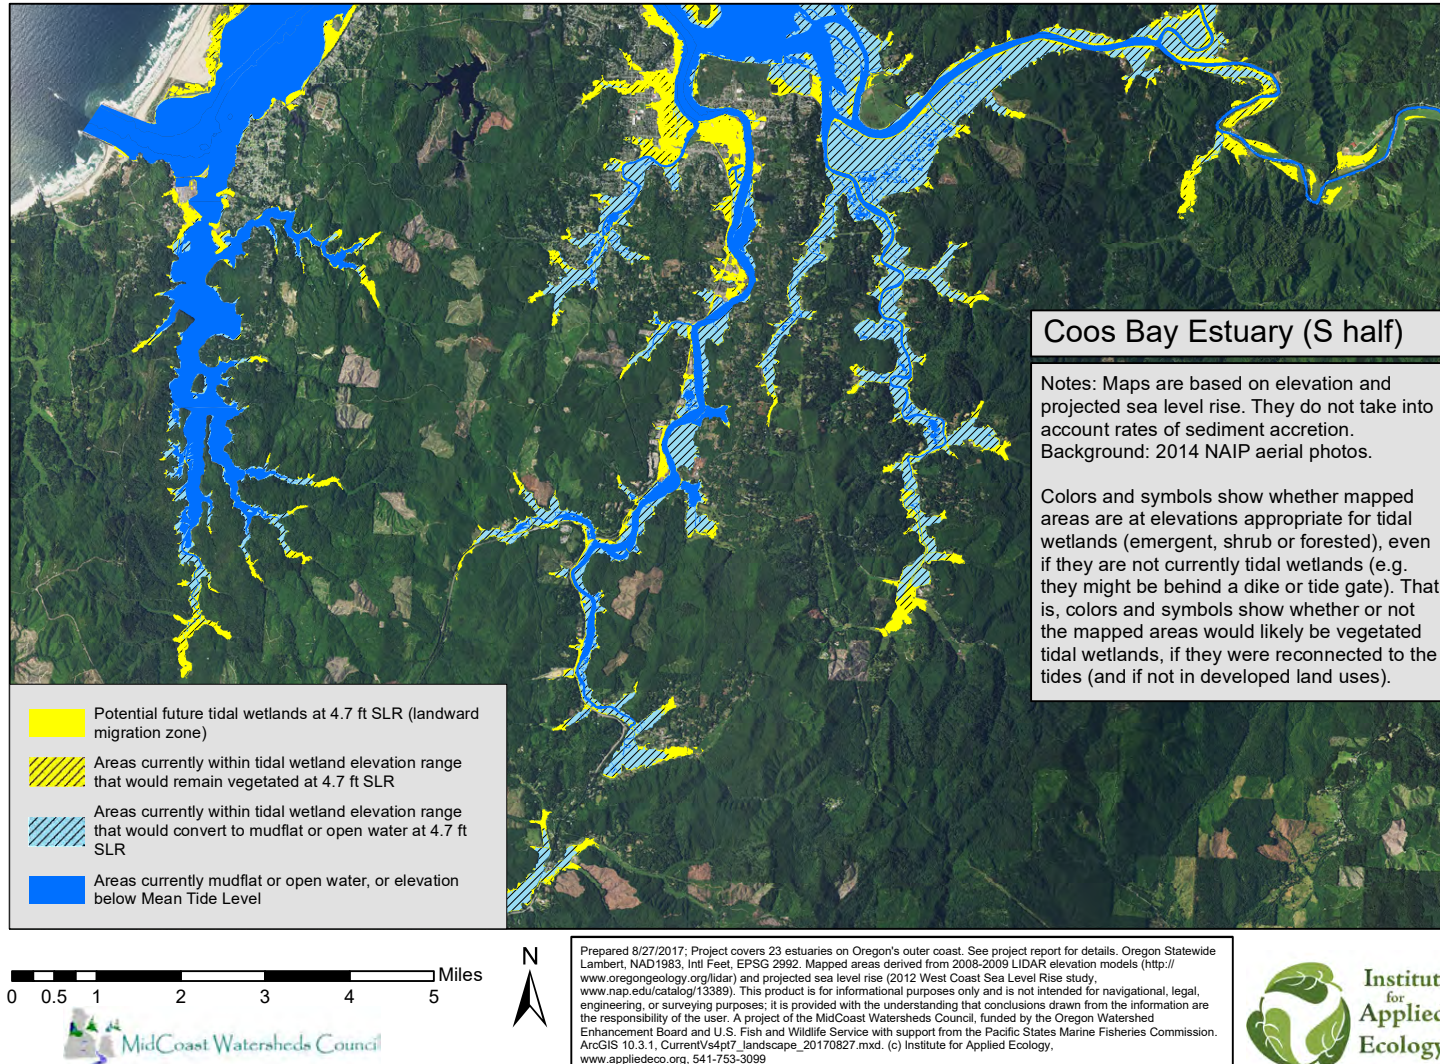 Coos Bay Estuary (S half)
Notes: Maps are based on elevation and
projected sea level rise. They do not take into
account rates of sediment accretion.
Background: 2014 NAIP aerial photos.
Colors and symbols show whether mapped
areas are at elevations appropriate for tidal
wetlands (emergent, shrub or forested), even
if they are not currently tidal wetlands (e.g.
they might be behind a dike or tide gate). That
is, colors and symbols show whether or not
the mapped areas would likely be vegetated
tidal wetlands, if they were reconnected to the
tides (and if not in developed land uses).
Potential future tidal wetlands at 4.7 ft SLR (landward
migration zone)
Areas currently within tidal wetland elevation range
that would remain vegetated at 4.7 ft SLR
Areas currently within tidal wetland elevation range
that would convert to mudflat or open water at 4.7 ft
SLR
Areas currently mudflat or open water, or elevation
below Mean Tide Level
Miles
0 0.5 1 2 3 4 5
MidCoast Watersheds Council
N
Prepared 8/27/2017; Project covers 23 estuaries on Oregon's outer coast. See project report for details. Oregon Statewide
Lambert, NAD1983, Intl Feet, EPSG 2992. Mapped areas derived from 2008-2009 LIDAR elevation models (http://
www.oregongeology.org/lidar) and projected sea level rise (2012 West Coast Sea Level Rise study,
www.nap.edu/catalog/13389). This product is for informational purposes only and is not intended for navigational, legal,
engineering, or surveying purposes; it is provided with the understanding that conclusions drawn from the information are
the responsibility of the user. A project of the MidCoast Watersheds Council, funded by the Oregon Watershed
Enhancement Board and U.S. Fish and Wildlife Service with support from the Pacific States Marine Fisheries Commission.
ArcGIS 10.3.1, CurrentVs4pt7_landscape_20170827.mxd. (c) Institute for Applied Ecology,
www.appliedeco.org, 541-753-3099
Institut
for
Applied
Ecology